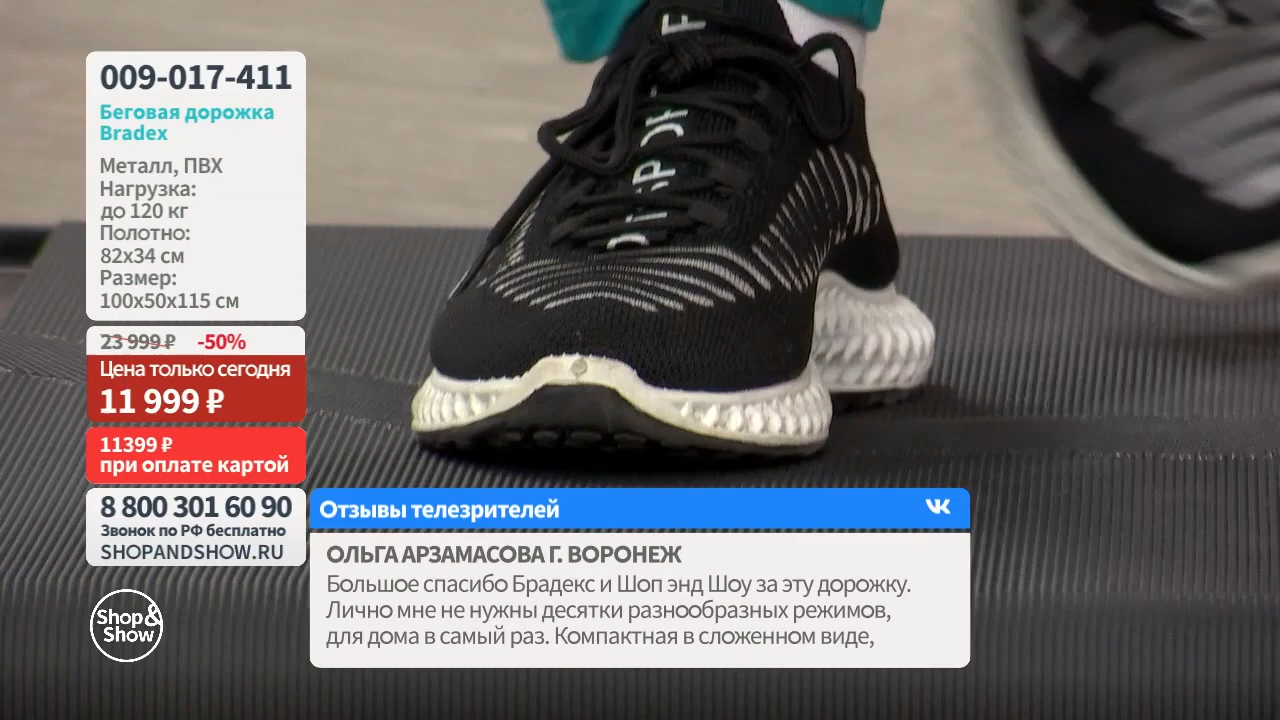 009-017-411
Беговая дорожка
Bradex
Металл, ПВХ
Нагрузка:
до 120 кг
Полотно:
82х34 см
Размер:
100х50х115 см
23 999 ₽ -50%
Цена только сегодня
11 999 ₽
11399 ₽
при оплате картой
8 800 301 60 90
Звонок по РФ бесплатно
SHOPANDSHOW.RU
Shop&
Show
Отзывы телезрителей
ОЛЬГА АРЗАМАСОВА Г. ВОРОНЕЖ
Большое спасибо Брадекс и Шоп энд Шоу за эту дорожку.
Лично мне не нужны десятки разнообразных режимов,
для дома в самый раз. Компактная в сложенном виде,